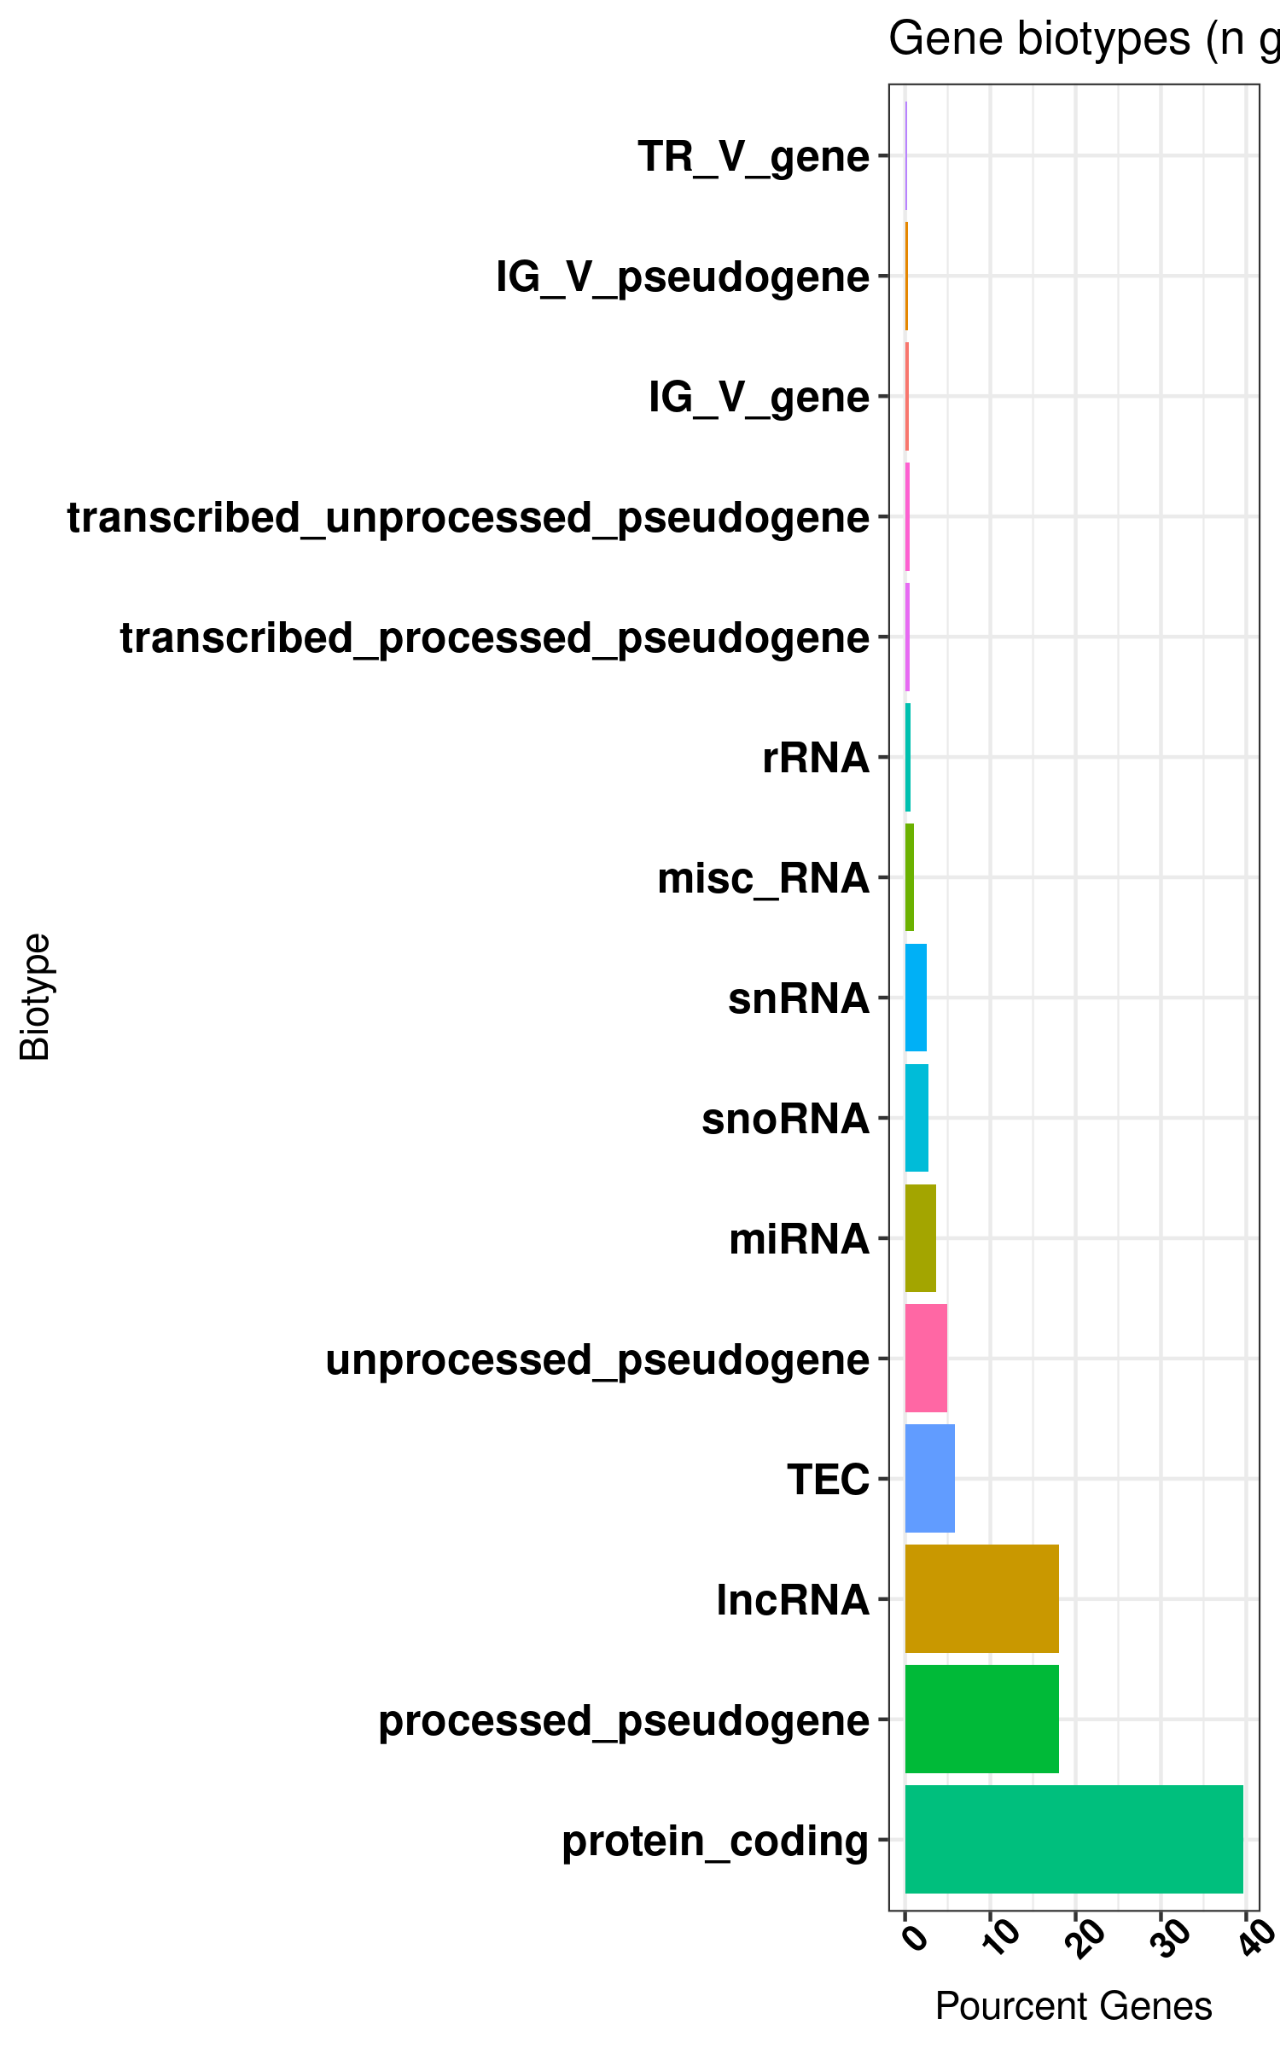 Gene biotypes (n g
TR_V_gene
IG_V_pseudogene
IG_V_gene
transcribed_unprocessed_pseudogene
transcribed_processed_pseudogene
rRNA
misc_RNA
snRNA
snoRNA
miRNA
unprocessed_pseudogene
TEC
lncRNA
processed_pseudogene
protein_coding
Biotype
0 10 20 30 40
Pourcent Genes